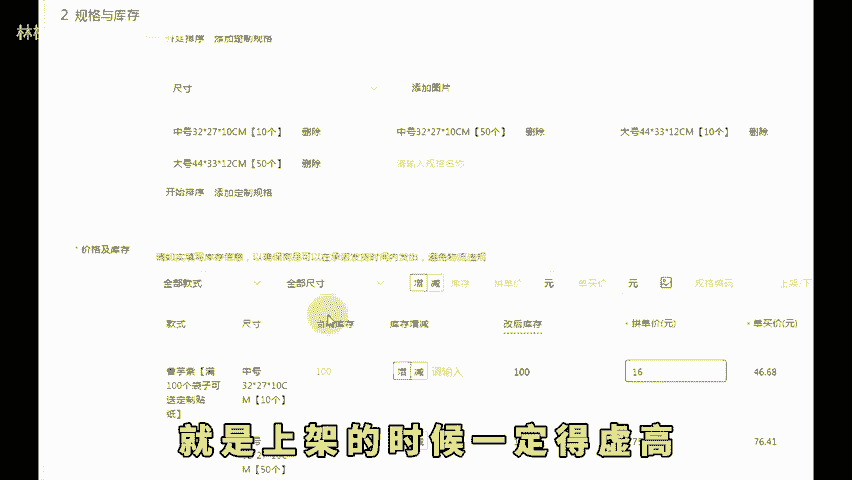 林
2 规格与库存
开始排序 添加定制规格
尺寸 添加图片
中号32*27*10CM【10个】 删除 中号32*27*10CM【50个】 删除 大号44*33*12CM【10个】 删除
大号44*33*12CM【50个】 删除 请输入规格名称
开始排序 添加定制规格
* 价格及库存 请如实填写库存信息，以确保商品可以在承诺发货时间内发出，避免物流违规
全部款式 全部尺寸 增 减 库存 拼单价 元 单买价 元 规格编码 上架/下
款式 尺寸 当前库存 库存增减 改后库存 * 拼单价(元) * 单买价(元)
香芋紫【满100个袋子可送定制贴纸】 中号32*27*10CM【10个】 100 增 减 请输入 100 16 46.68
M【50个】 76.41
就是上架的时候一定得虚高